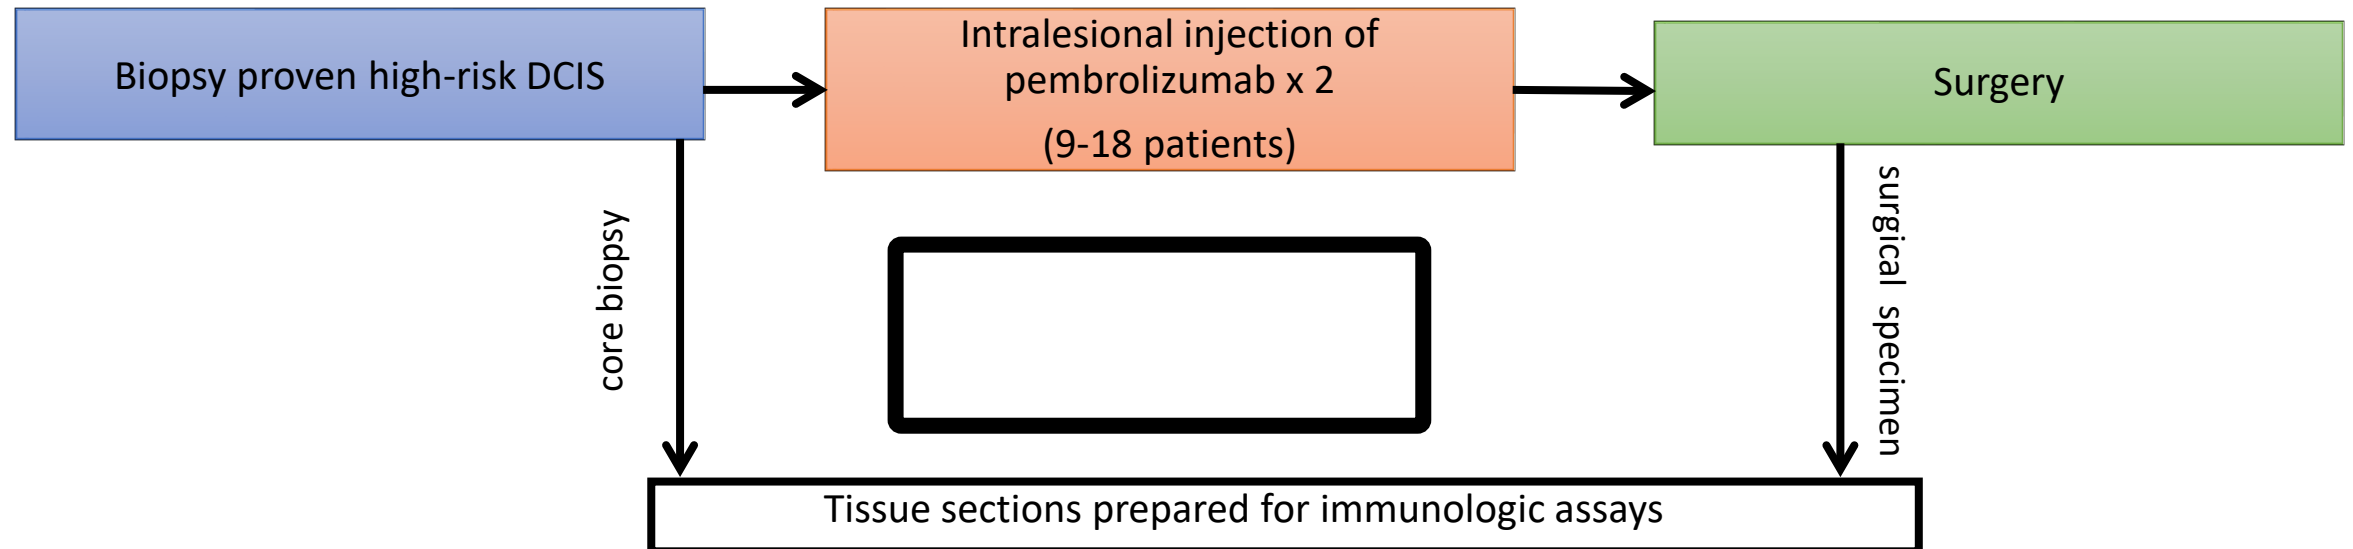 Biopsy proven high-risk DCIS
Intralesional injection of
pembrolizumab x 2
(9-18 patients)
Surgery
core biopsy
surgical specimen
Tissue sections prepared for immunologic assays